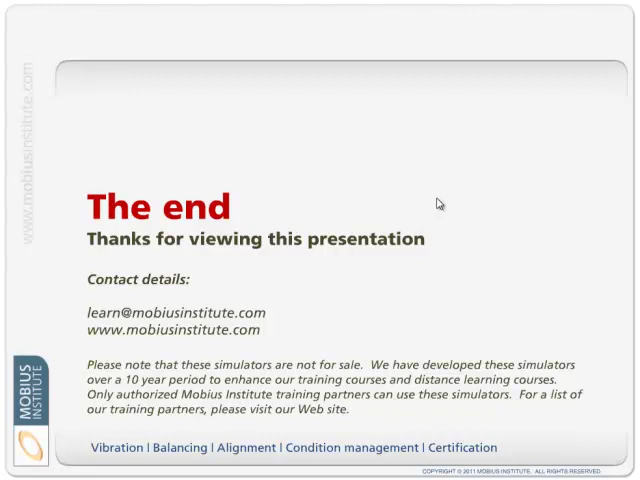 www.mobiusinstitute.com
The end
Thanks for viewing this presentation
Contact details:
learn@mobiusinstitute.com
www.mobiusinstitute.com
Please note that these simulators are not for sale.  We have developed these simulators
over a 10 year period to enhance our training courses and distance learning courses.
Only authorized Mobius Institute training partners can use these simulators.  For a list of
our training partners, please visit our Web site.
MOBIUS
INSTITUTE
Vibration | Balancing | Alignment | Condition management | Certification
COPYRIGHT © 2011 MOBIUS INSTITUTE.  ALL RIGHTS RESERVED.